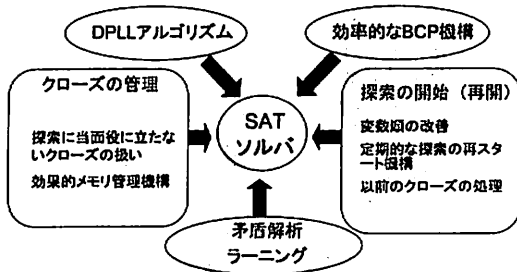 DPLLアルゴリズム
効率的なBCP機構
クローズの管理
探索に当面役に立たな
いクローズの扱い
効果的メモリ管理機構
SAT
ソルバ
探索の開始（再開）
変数順の改善
定期的な探索の再スタ
ート機構
以前のクローズの処理
矛盾解析
ラーニング